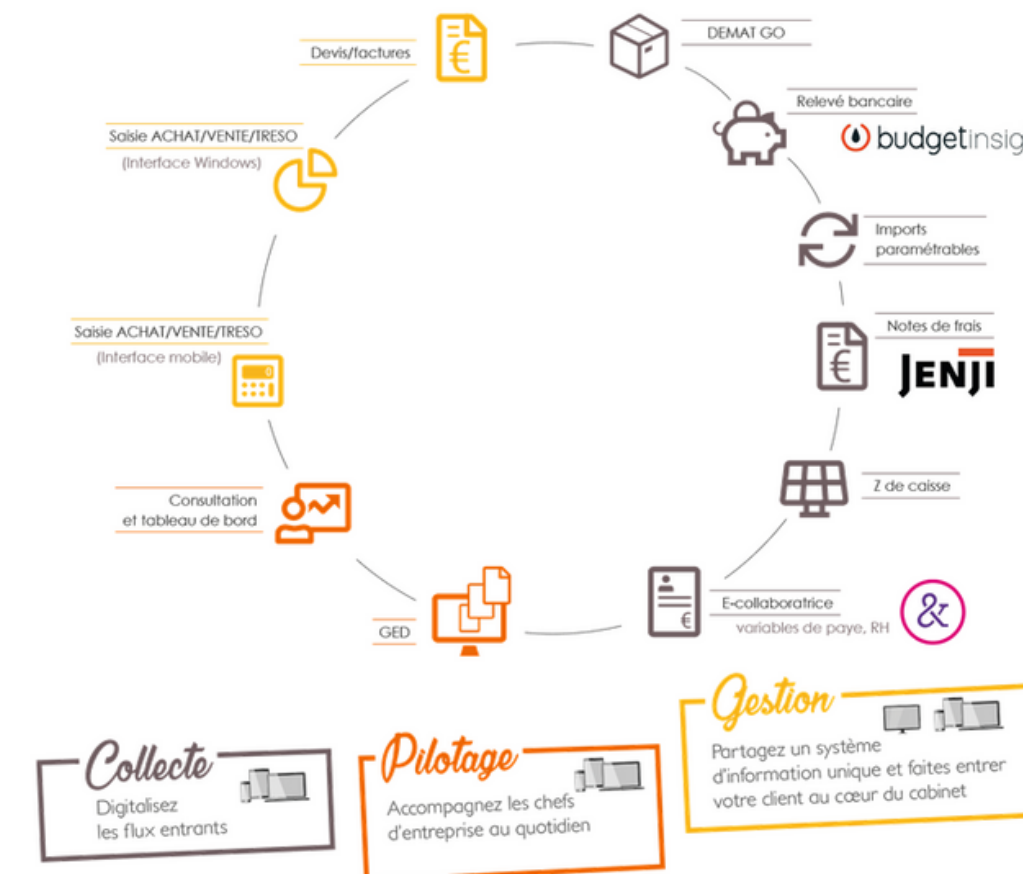 Devis/factures
DEMAT GO
Relevé bancaire
budgetinsig
Saisie ACHAT/VENTE/TRESO
(Interface Windows)
Imports
paramétrables
Saisie ACHAT/VENTE/TRESO
(Interface mobile)
Notes de frais
JENJI
Consultation
et tableau de bord
Z de caisse
E-collaboratrice
variables de paye, RH
&
GED
Collecte
Digitalisez
les flux entrants
Pilotage
Accompagnez les chefs
d'entreprise au quotidien
Gestion
Partagez un système
d'information unique et faites entrer
votre client au cœur du cabinet